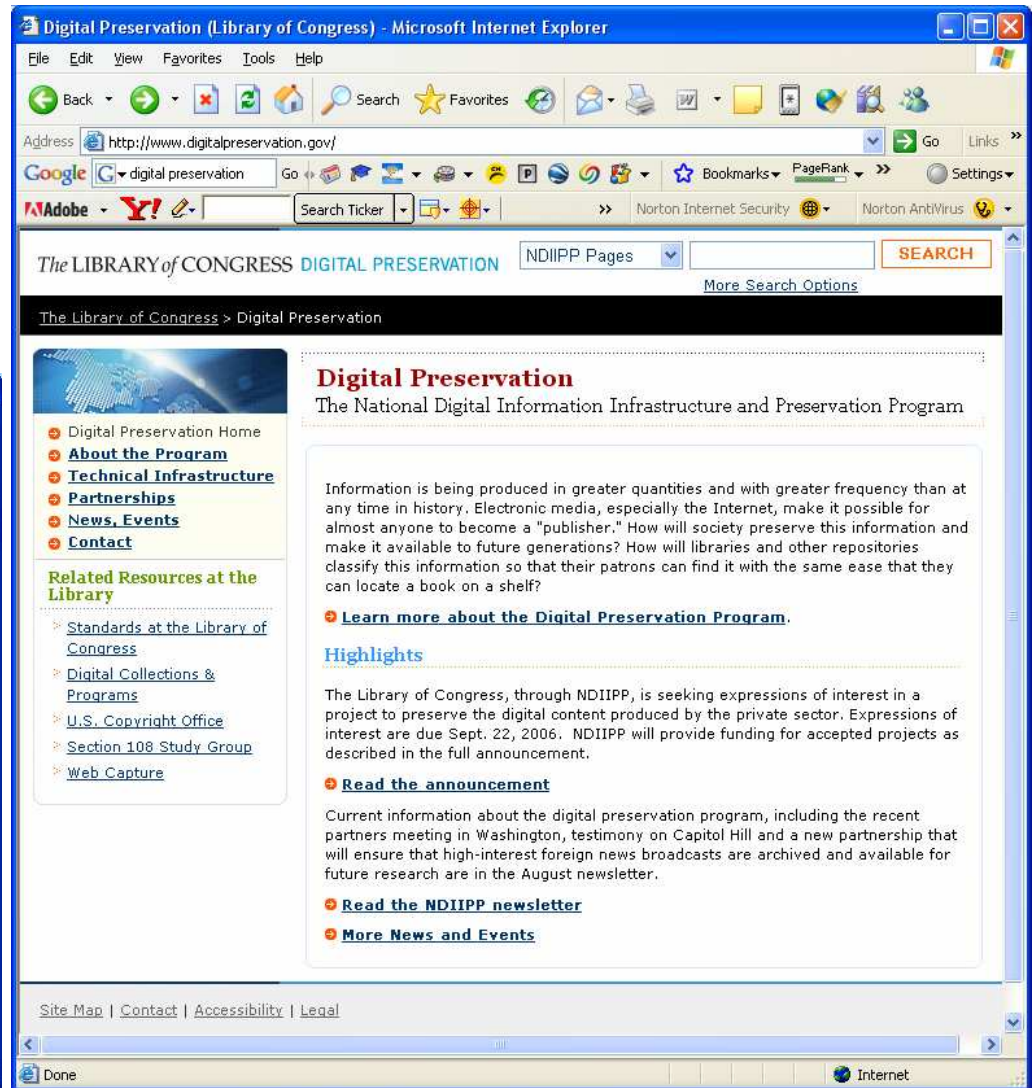 Digital Preservation (Library of Congress) - Microsoft Internet Explorer
File Edit View Favorites Tools Help
Back Search Favorites W
Address http://www.digitalpreservation.gov/ Go Links »
Google G digital preservation Go P Bookmarks PageRank » Settings
Adobe Y! Search Ticker » Norton Internet Security Norton AntiVirus
The LIBRARY of CONGRESS DIGITAL PRESERVATION NDIIPP Pages SEARCH
More Search Options
The Library of Congress > Digital Preservation
Digital Preservation
The National Digital Information Infrastructure and Preservation Program
Digital Preservation Home
About the Program
Technical Infrastructure
Partnerships
News, Events
Contact
Related Resources at the
Library
Standards at the Library of
Congress
Digital Collections &
Programs
U.S. Copyright Office
Section 108 Study Group
Web Capture
Information is being produced in greater quantities and with greater frequency than at
any time in history. Electronic media, especially the Internet, make it possible for
almost anyone to become a "publisher." How will society preserve this information and
make it available to future generations? How will libraries and other repositories
classify this information so that their patrons can find it with the same ease that they
can locate a book on a shelf?
Learn more about the Digital Preservation Program.
Highlights
The Library of Congress, through NDIIPP, is seeking expressions of interest in a
project to preserve the digital content produced by the private sector. Expressions of
interest are due Sept. 22, 2006. NDIIPP will provide funding for accepted projects as
described in the full announcement.
Read the announcement
Current information about the digital preservation program, including the recent
partners meeting in Washington, testimony on Capitol Hill and a new partnership that
will ensure that high-interest foreign news broadcasts are archived and available for
future research are in the August newsletter.
Read the NDIIPP newsletter
More News and Events
Site Map | Contact | Accessibility | Legal
Done Internet